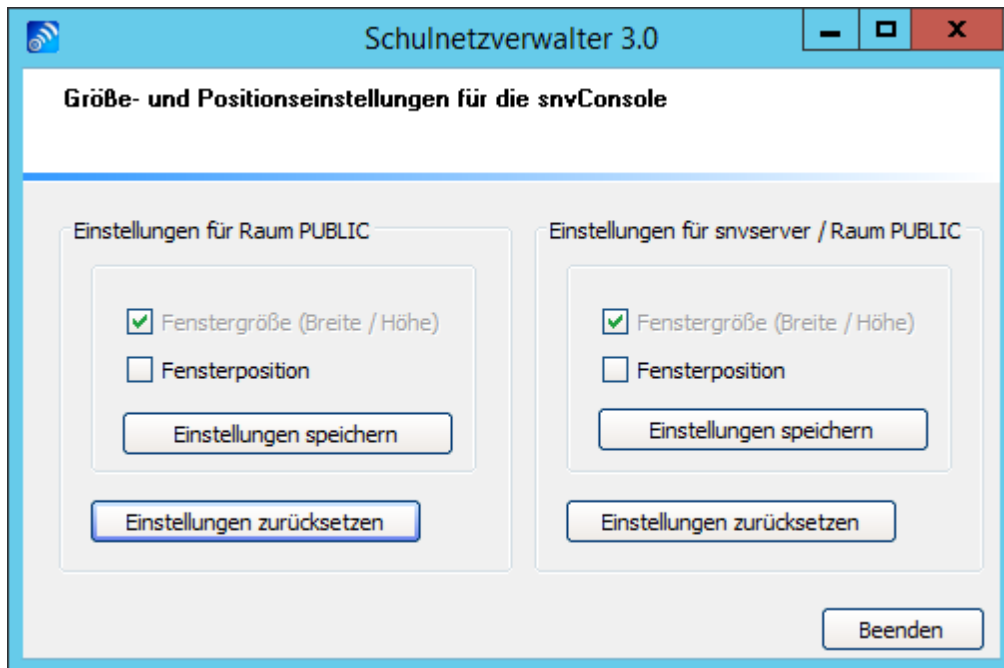 Schulnetzverwalter 3.0
Größe- und Positionseinstellungen für die snvConsole
Einstellungen für Raum PUBLIC
Fenstergröße (Breite / Höhe)
Fensterposition
Einstellungen speichern
Einstellungen zurücksetzen
Einstellungen für snvserver / Raum PUBLIC
Fenstergröße (Breite / Höhe)
Fensterposition
Einstellungen speichern
Einstellungen zurücksetzen
Beenden